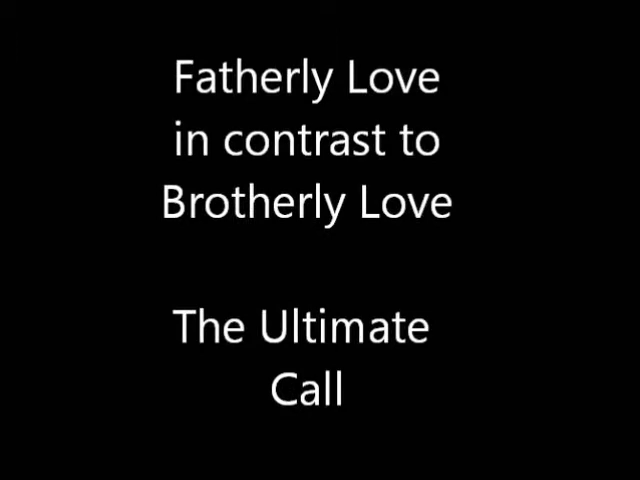 Fatherly Love
in contrast to
Brotherly Love
The Ultimate
Call